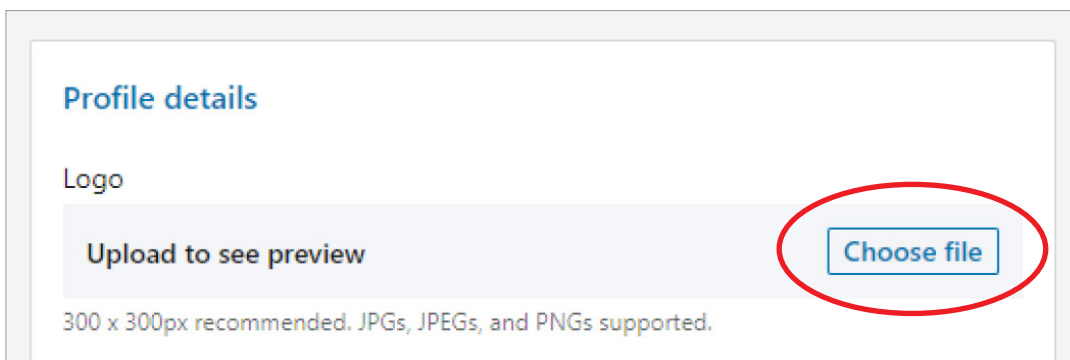 Profile details
Logo
Upload to see preview
Choose file
300 x 300px recommended. JPGs, JPEGs, and PNGs supported.